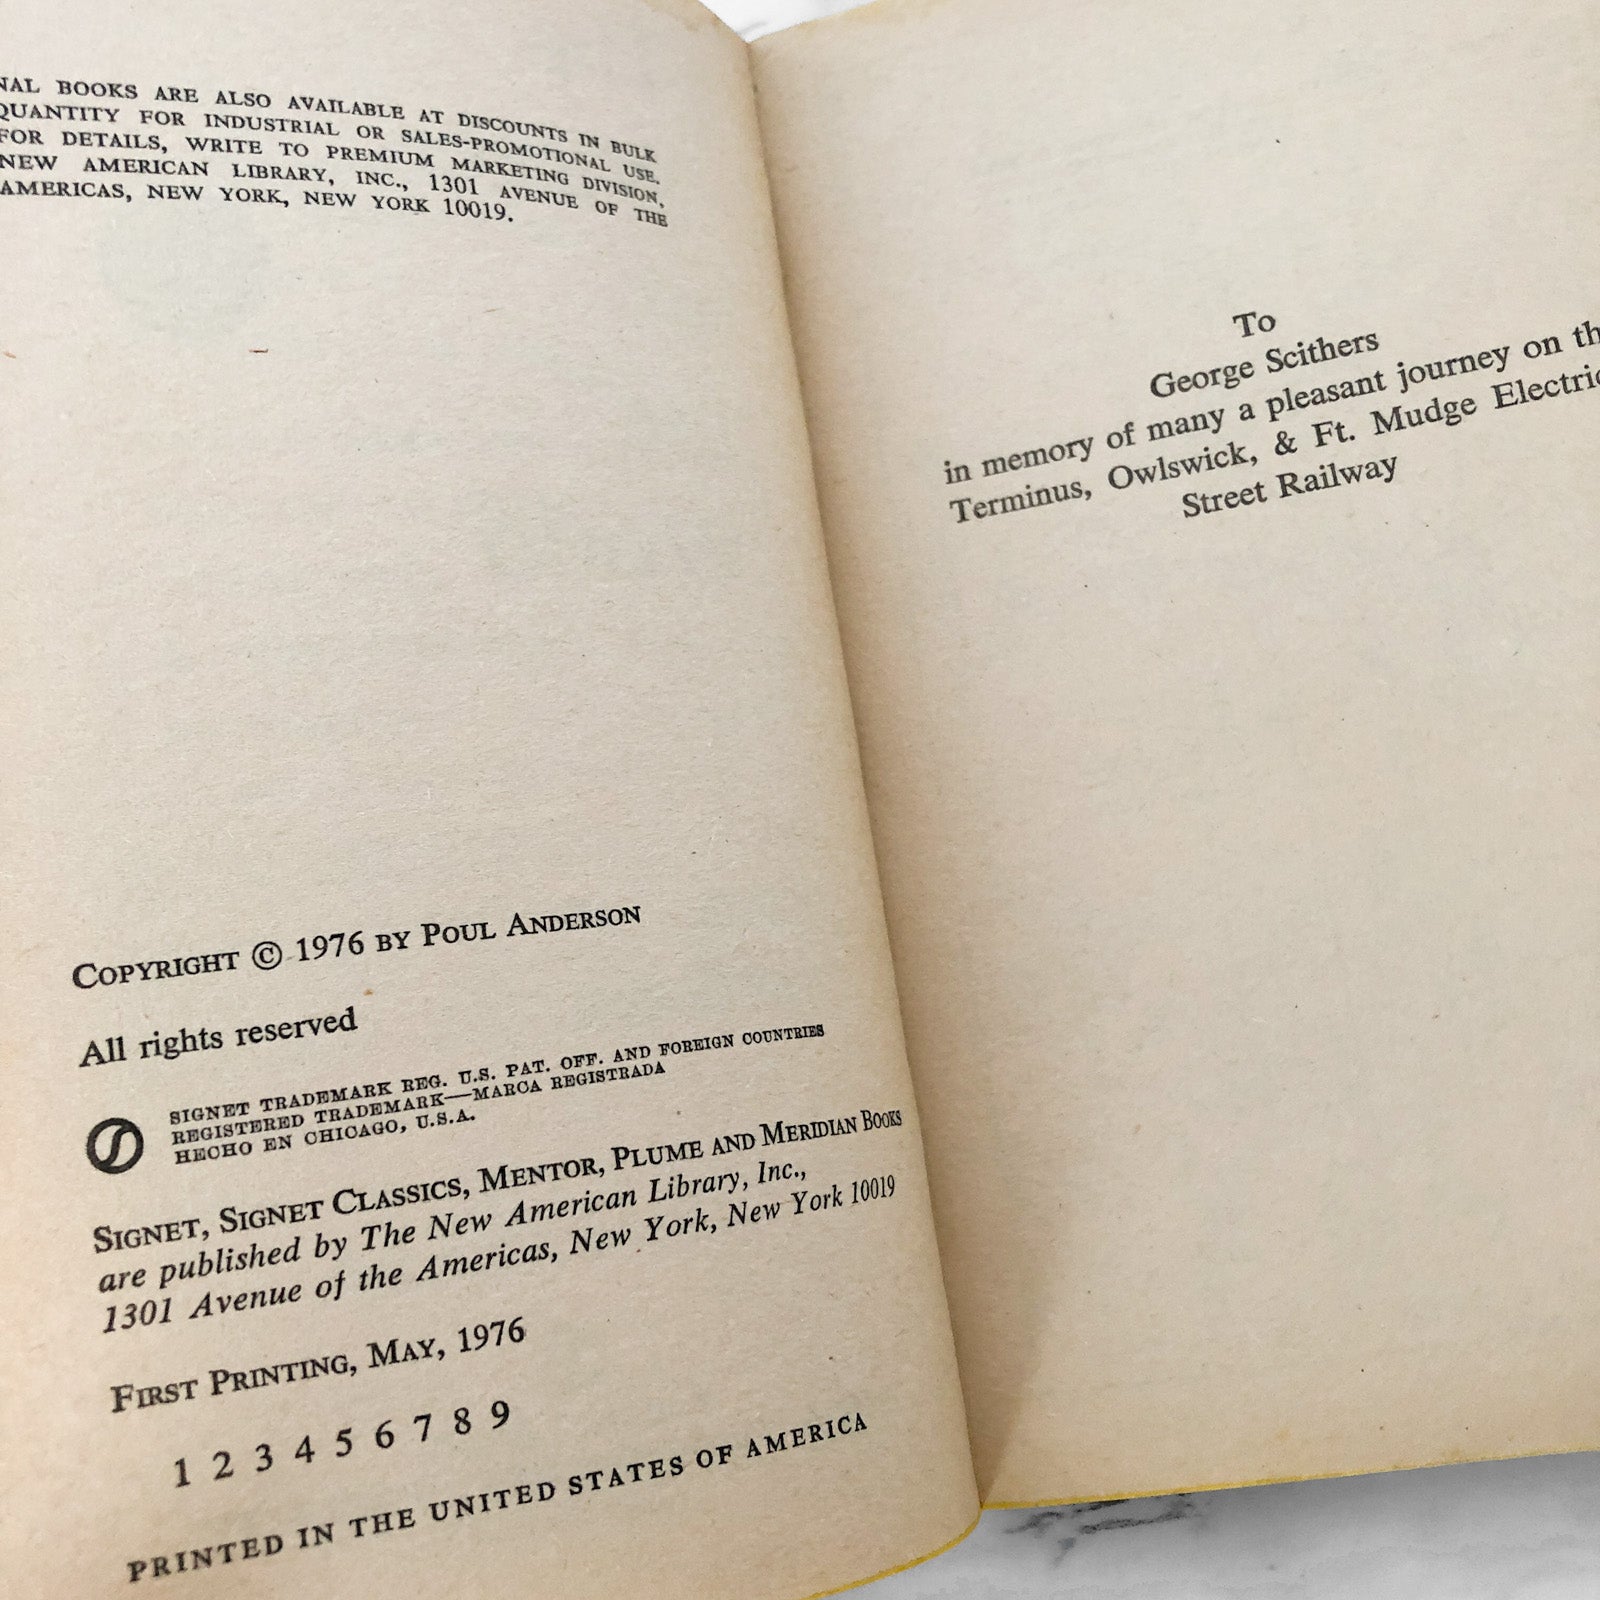 BOOKS ARE ALSO AVAILABLE AT DISCOUNTS IN BULK
QUANTITY FOR INDUSTRIAL OR SALES-PROMOTIONAL USE.
FOR DETAILS, WRITE TO PREMIUM MARKETING DIVISION,
NEW AMERICAN LIBRARY, INC., 1301 AVENUE OF THE
AMERICAS, NEW YORK, NEW YORK 10019.
COPYRIGHT © 1976 BY POUL ANDERSON
All rights reserved
SIGNET TRADEMARK REG. U.S. PAT. OFF. AND FOREIGN COUNTRIES
REGISTERED TRADEMARK—MARCA REGISTRADA
HECHO EN CHICAGO, U.S.A.
SIGNET, SIGNET CLASSICS, MENTOR, PLUME AND MERIDIAN BOOKS
are published by The New American Library, Inc.,
1301 Avenue of the Americas, New York, New York 10019
FIRST PRINTING, MAY, 1976
1 2 3 4 5 6 7 8 9
PRINTED IN THE UNITED STATES OF AMERICA
To
George Scithers
in memory of many a pleasant journey on
Terminus, Owlswick, & Ft. Mudge Electric
Street Railway